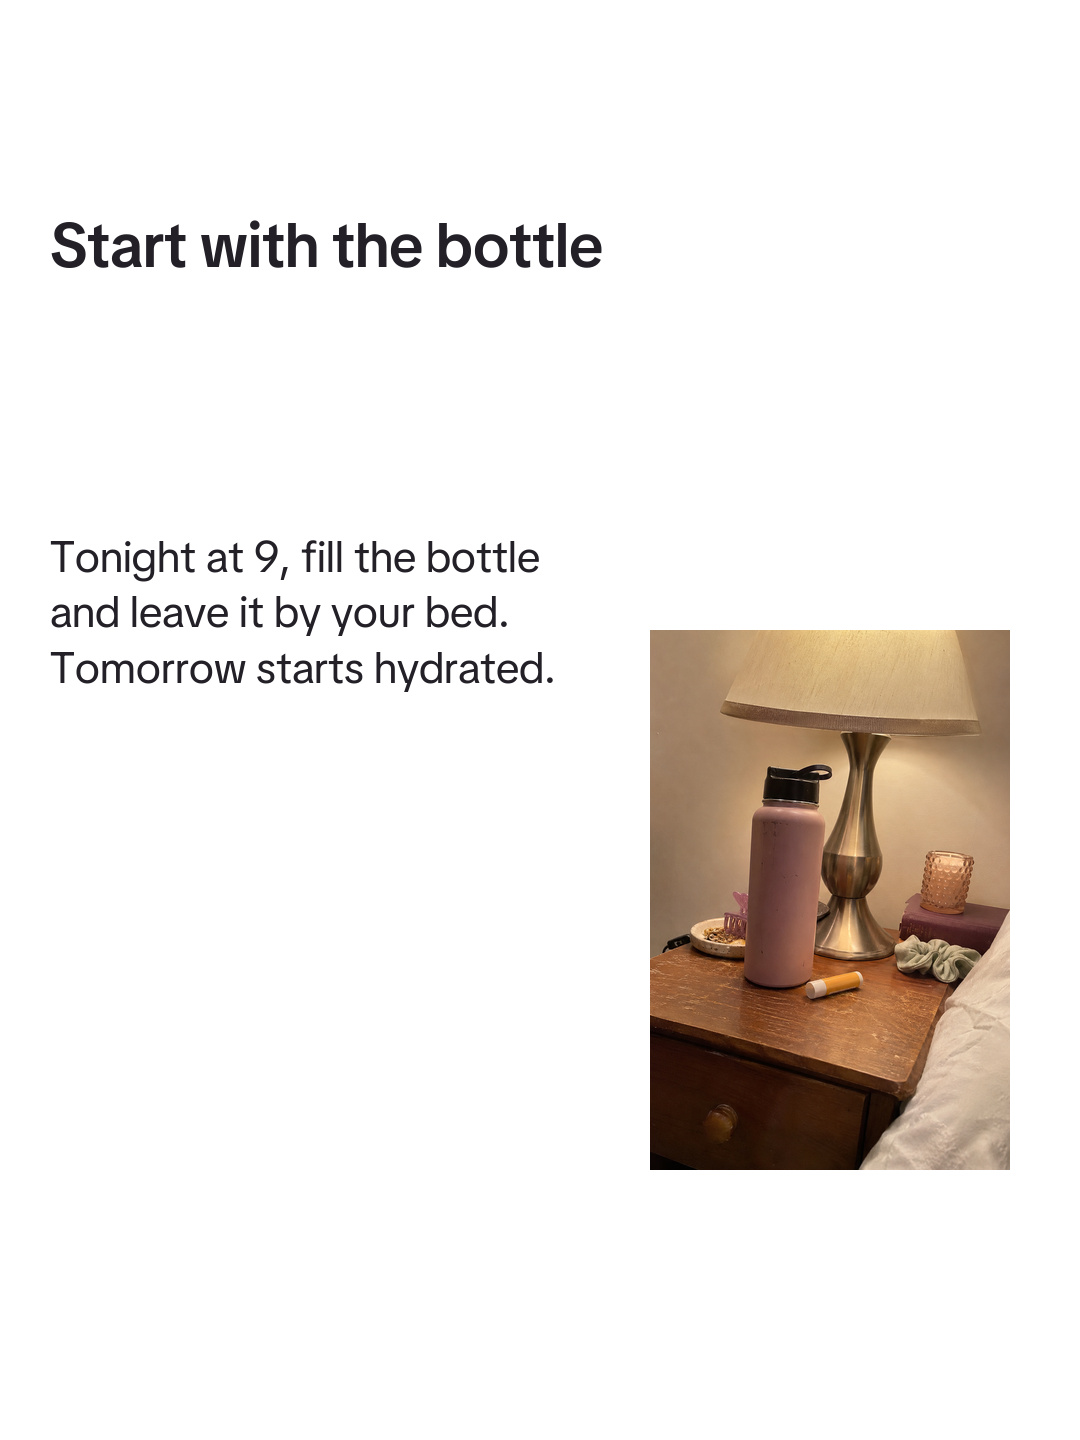 Start with the bottle
Tonight at 9, fill the bottle
and leave it by your bed.
Tomorrow starts hydrated.